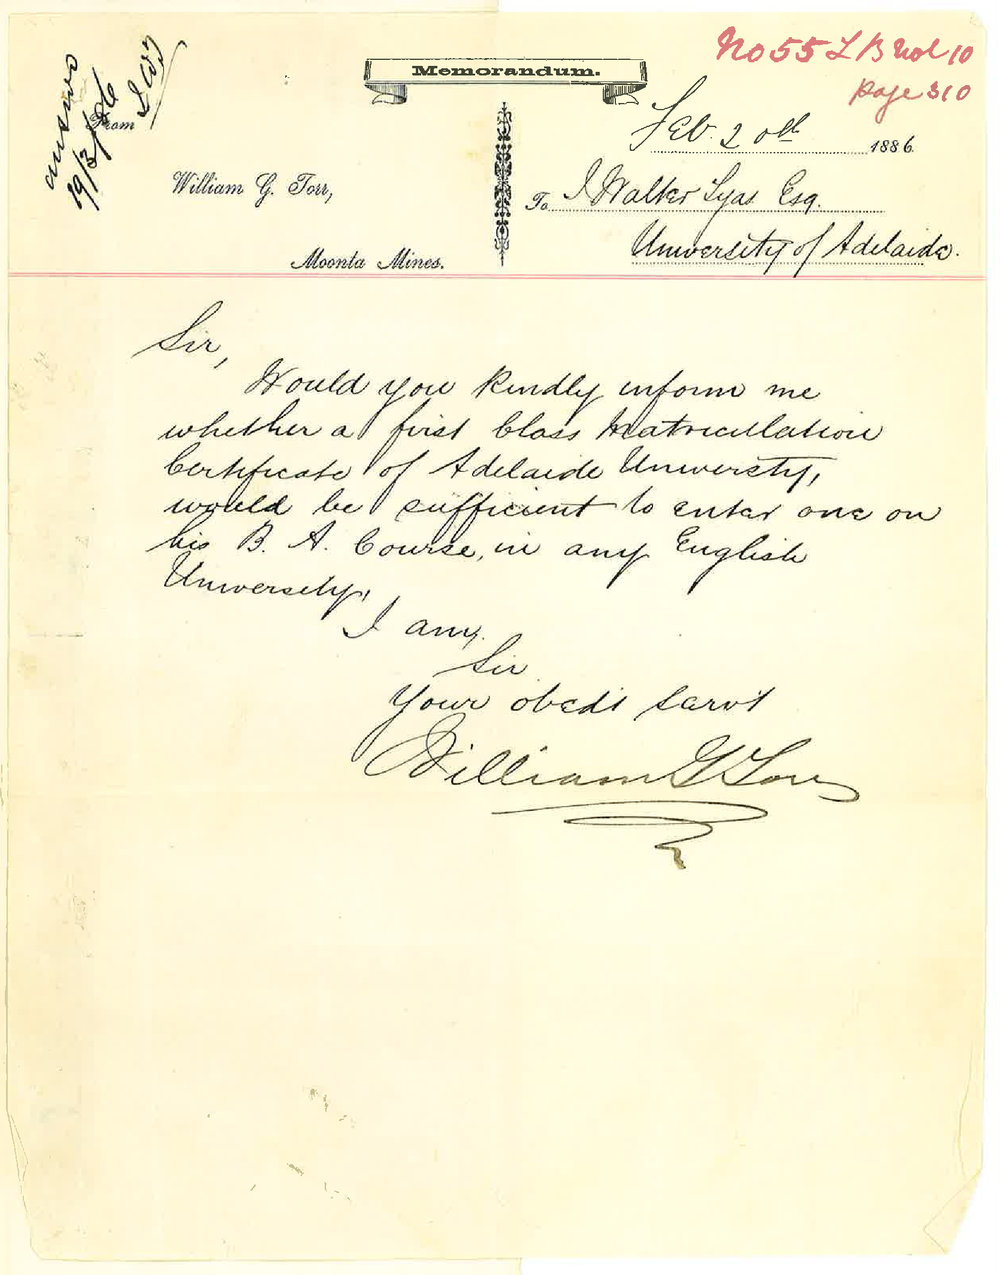 No 55 LB Vol 10
page 310
answd
19/3/86
Memorandum.
From
William G. Torr,
Moonta Mines.
Feb. 20th 1886.
To J Walter Tyas Esq.
University of Adelaide.
Sir,
Would you kindly inform me
whether a first Class Matricullation
Certificate of Adelaide University,
would be sufficient to enter one on
his B. A. Course, in any English
University.
I am,
Sir
Your obedt servt
William G Torr